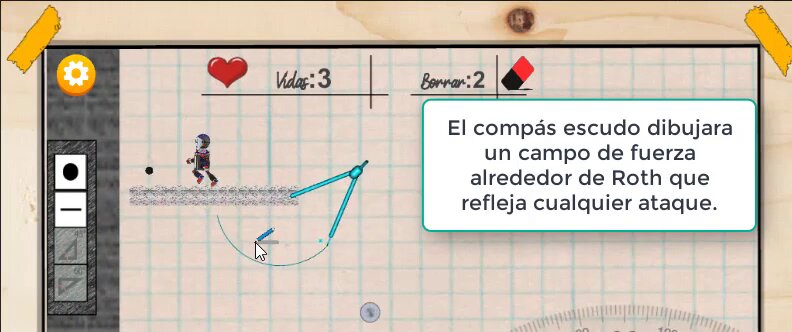 Vidas:3
Borrar:2
El compás escudo dibujara
un campo de fuerza
alrededor de Roth que
refleja cualquier ataque.